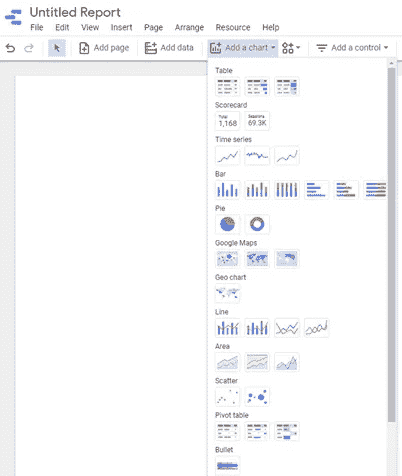 Untitled Report
File Edit View Insert Page Arrange Resource Help
Add page Add data Add a chart Add a control
Table
Scorecard
Total Sessions
1,168 69.3K
Time series
Bar
Pie
Google Maps
Geo chart
Line
Area
Scatter
Pivot table
Bullet